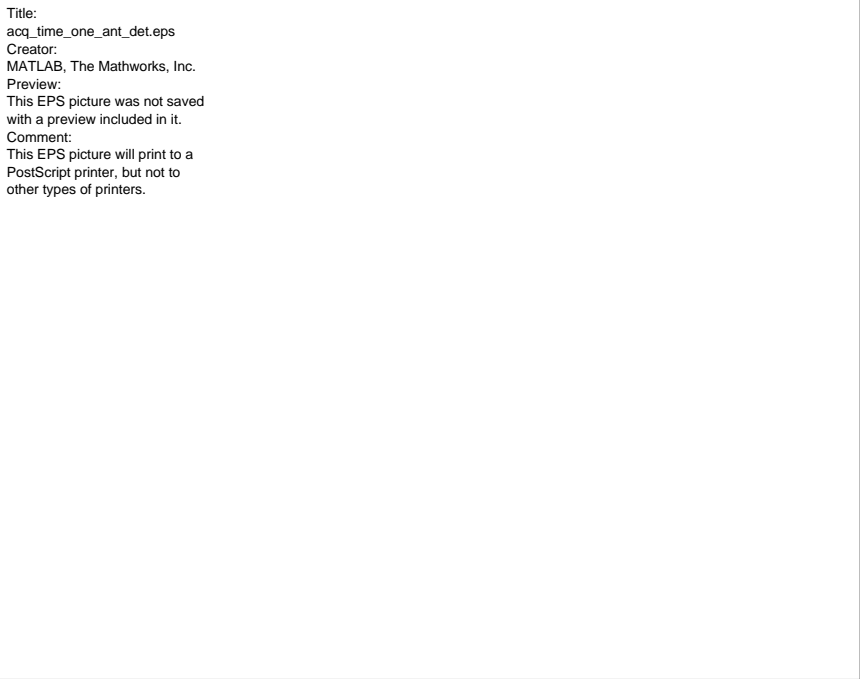 Title:
acq_time_one_ant_det.eps
Creator:
MATLAB, The Mathworks, Inc.
Preview:
This EPS picture was not saved
with a preview included in it.
Comment:
This EPS picture will print to a
PostScript printer, but not to
other types of printers.